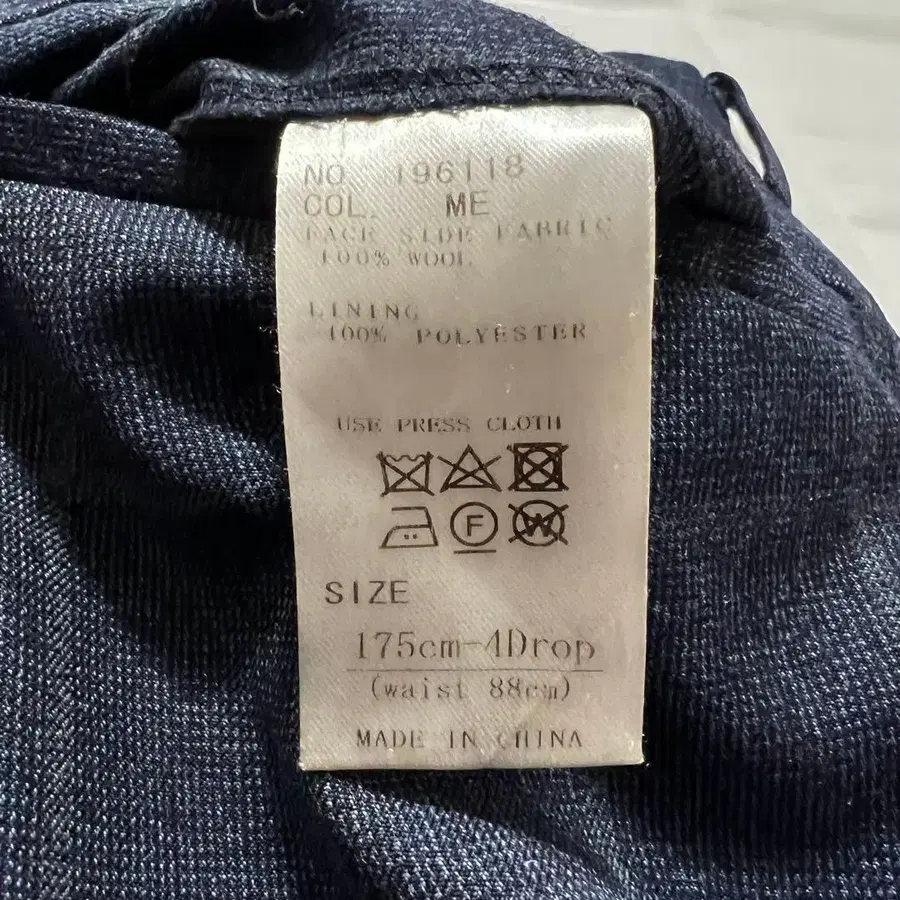 NO. 196118
COL. ME
FACE SIDE FABRIC
100% WOOL
LINING
100% POLYESTER
USE PRESS CLOTH
F W
SIZE
175cm-4Drop
(waist 88cm)
MADE IN CHINA